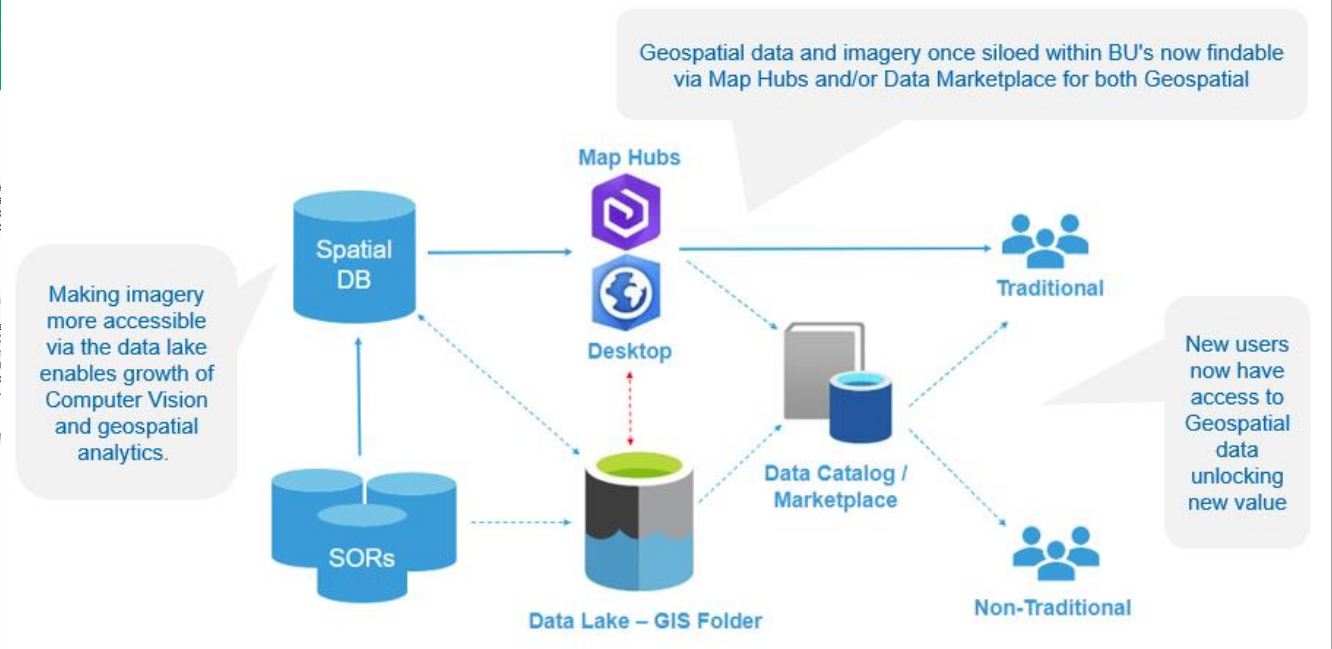 Geospatial data and imagery once siloed within BU's now findable
via Map Hubs and/or Data Marketplace for both Geospatial
Map Hubs
Spatial
DB
Desktop
Traditional
Making imagery
more accessible
via the data lake
enables growth of
Computer Vision
and geospatial
analytics.
New users
now have
access to
Geospatial
data
unlocking
new value
Data Catalog /
Marketplace
SORs
Data Lake – GIS Folder
Non-Traditional